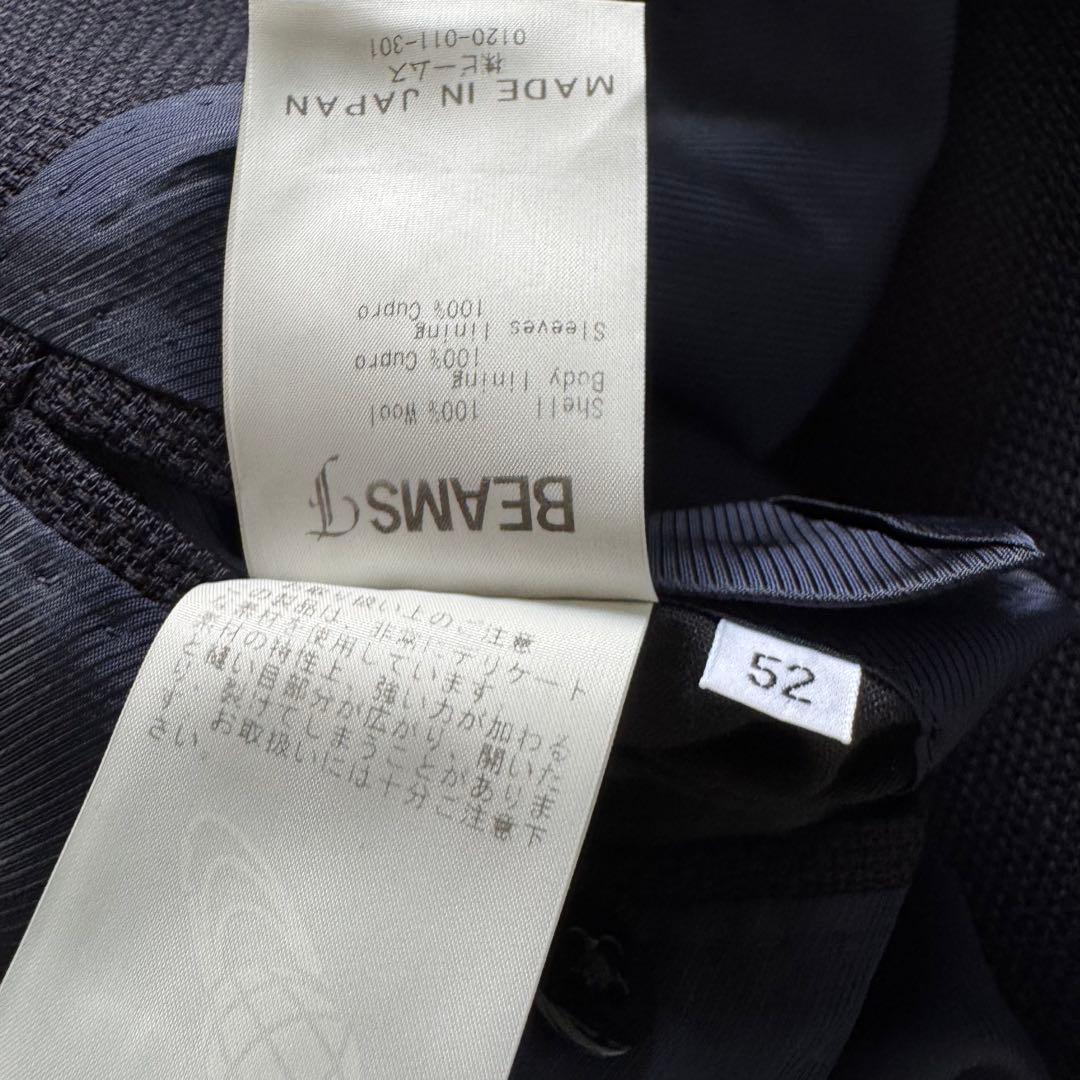 BEAMS F
Shell 100% Wool
Body lining
100% Cupro
Sleeves lining
100% Cupro
MADE IN JAPAN
㈱ビームス
0120-011-301
扱い上のご注意
の製品は、非常にデリケート
な素材を使用しています。
素材の特性上、強い力が加わる
と縫い目部分が広がり、開いた
り裂けてしまうことがありま
す。
お取扱いには十分ご注意下
さい。
52